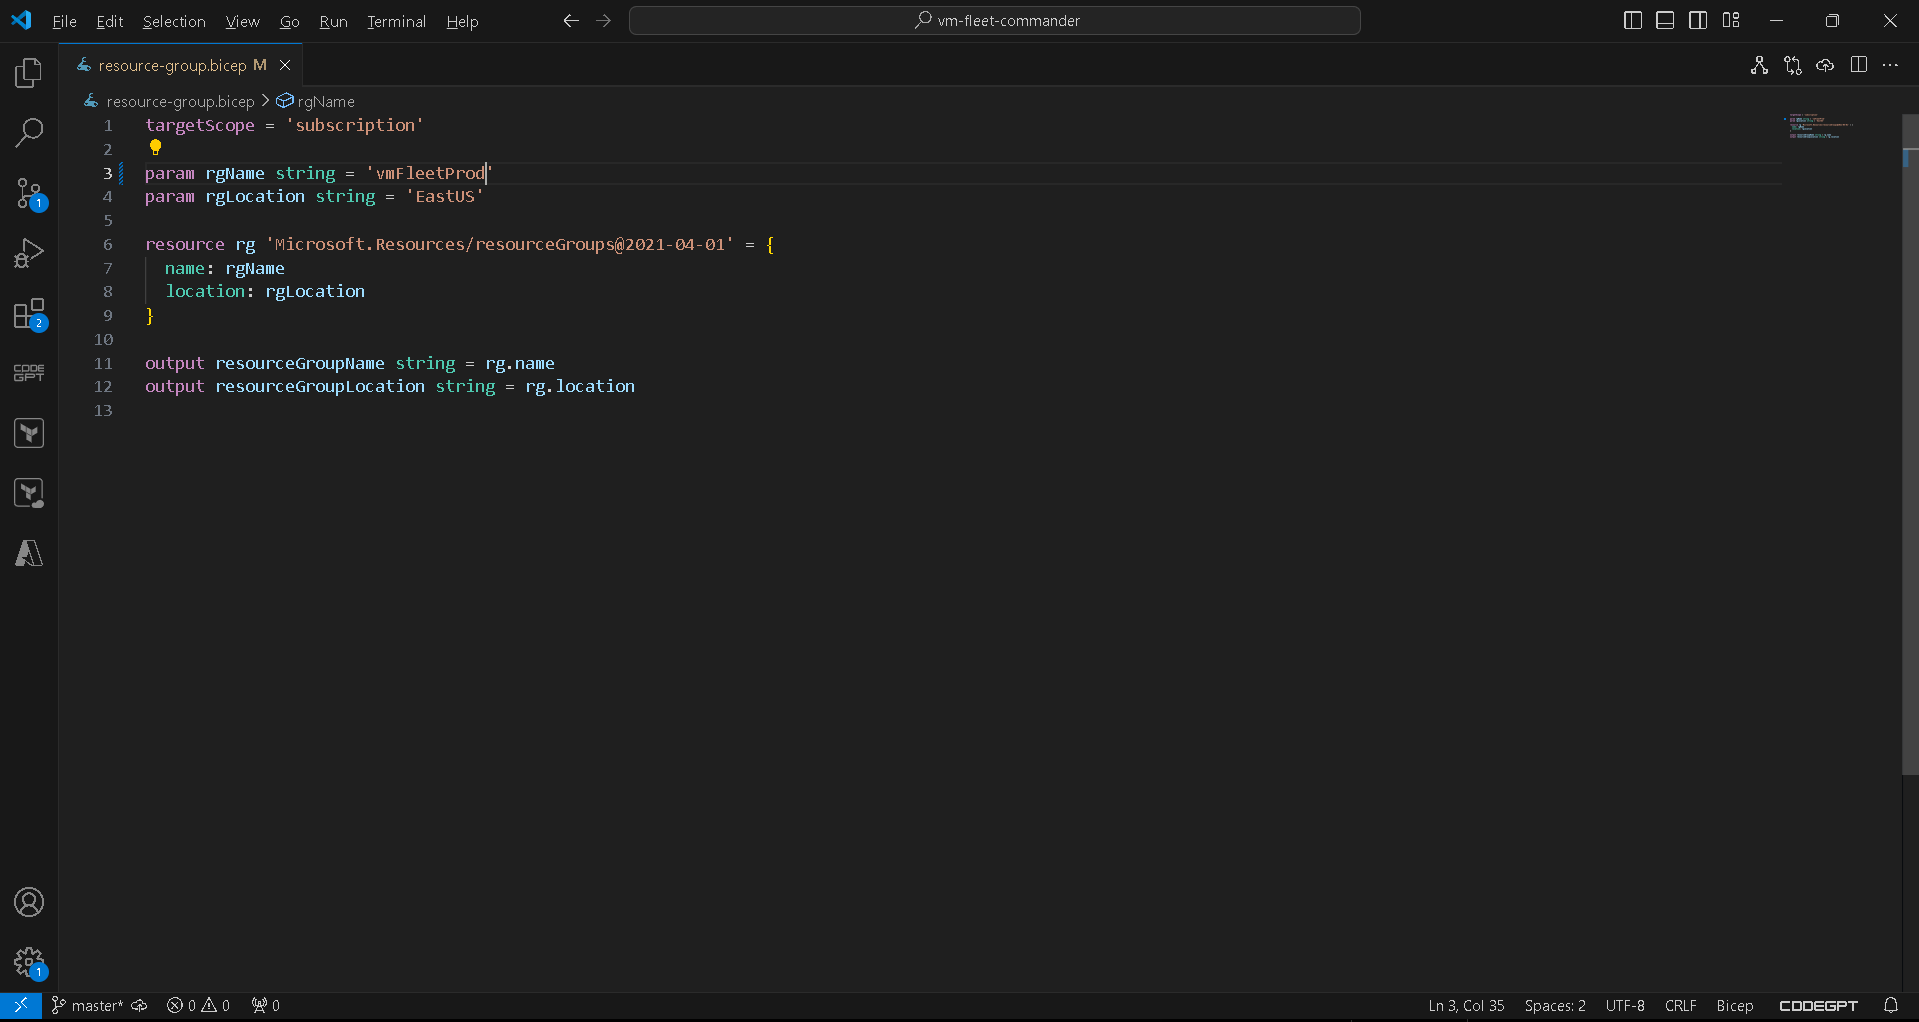 File Edit Selection View Go Run Terminal Help vm-fleet-commander
resource-group.bicep M
resource-group.bicep > rgName
1 targetScope = 'subscription'
2
3 param rgName string = 'vmFleetProd'
4 param rgLocation string = 'EastUS'
5
6 resource rg 'Microsoft.Resources/resourceGroups@2021-04-01' = {
7 name: rgName
8 location: rgLocation
9 }
10
11 output resourceGroupName string = rg.name
12 output resourceGroupLocation string = rg.location
13
1
2
CODE
GPT
1
master* 0 0 0 Ln 3, Col 35 Spaces: 2 UTF-8 CRLF Bicep CODEGPT